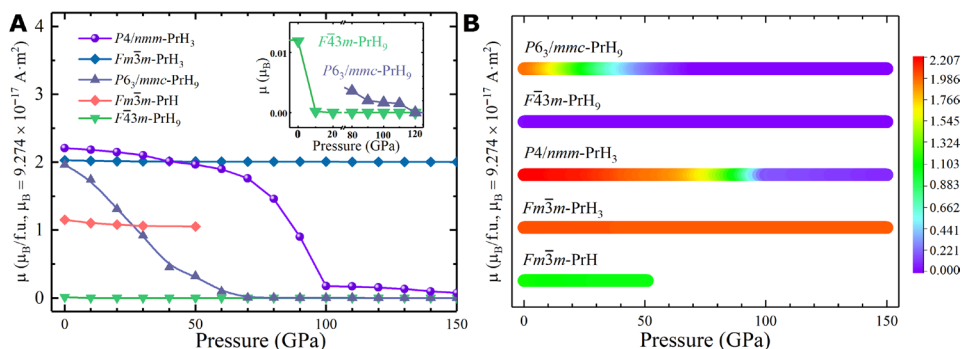 A
μ (μB/f.u., μB = 9.274 × 10⁻¹⁷ A·m²)
4
3
2
1
0
P4/nmm-PrH₃
Fm3̅m-PrH₃
P6₃/mmc-PrH₉
Fm3̅m-PrH
F4̅3m-PrH₉
μ (μB)
0.01
0.00
F4̅3m-PrH₉
P6₃/mmc-PrH₉
0 20 80 100 120
Pressure (GPa)
0 50 100 150
Pressure (GPa)
B
μ (μB/f.u., μB = 9.274 × 10⁻¹⁷ A·m²)
P6₃/mmc-PrH₉
F4̅3m-PrH₉
P4/nmm-PrH₃
Fm3̅m-PrH₃
Fm3̅m-PrH
0 50 100 150
Pressure (GPa)
2.207
1.986
1.766
1.545
1.324
1.103
0.883
0.662
0.441
0.221
0.000